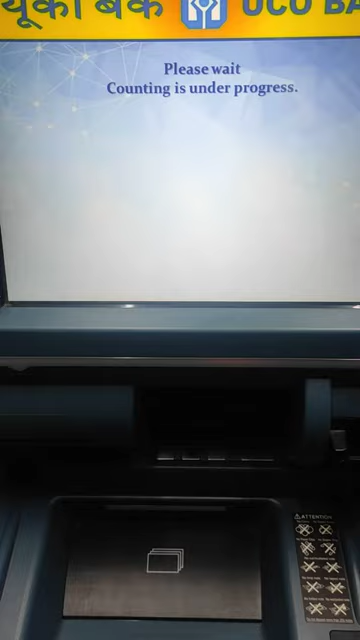 यूको बैंक UCO BA
Please wait
Counting is under progress.
ATTENTION